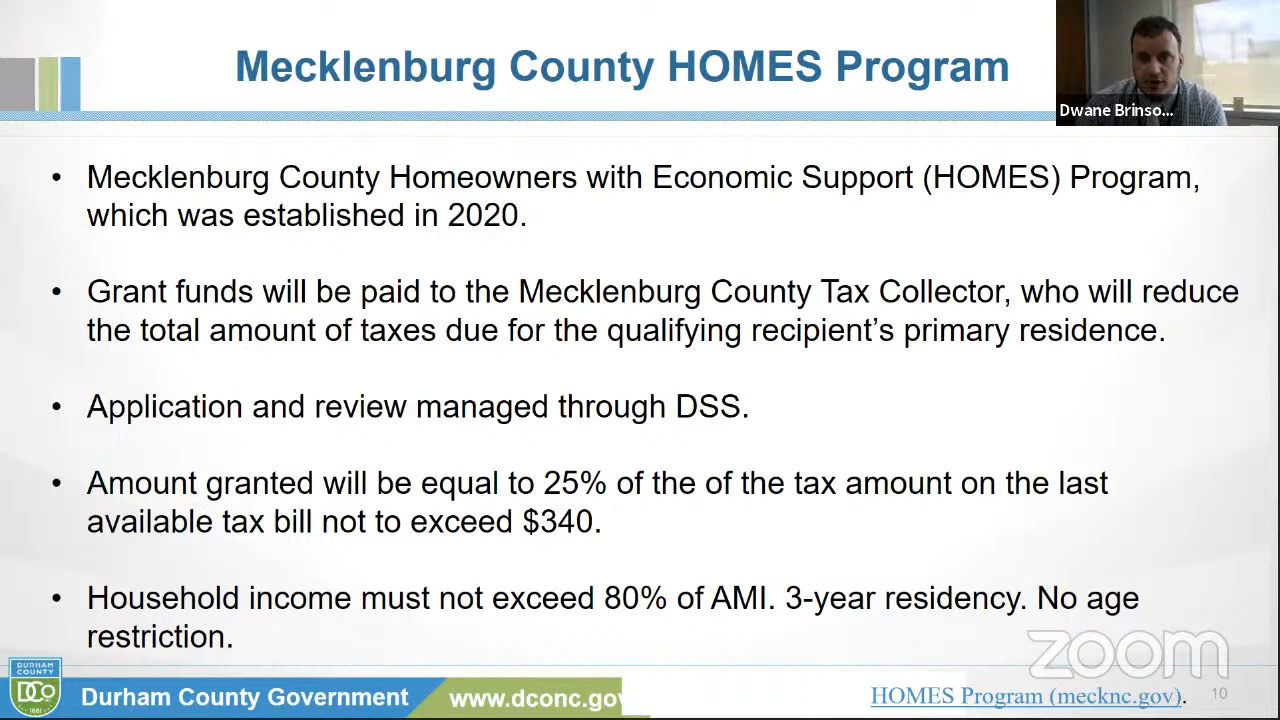 Mecklenburg County HOMES Program
Dwane Brinso...
• Mecklenburg County Homeowners with Economic Support (HOMES) Program,
which was established in 2020.
• Grant funds will be paid to the Mecklenburg County Tax Collector, who will reduce
the total amount of taxes due for the qualifying recipient’s primary residence.
• Application and review managed through DSS.
• Amount granted will be equal to 25% of the of the tax amount on the last
available tax bill not to exceed $340.
• Household income must not exceed 80% of AMI. 3-year residency. No age
restriction.
zoom
DURHAM
COUNTY
DCo
1881
Durham County Government
www.dconc.gov
HOMES Program (mecknc.gov).
10